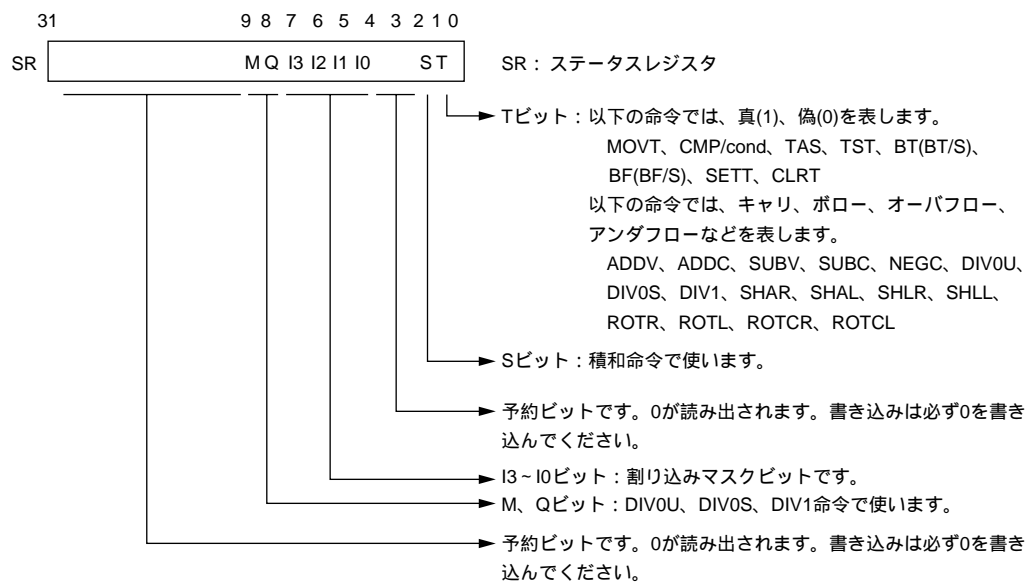 31 9 8 7 6 5 4 3 2 1 0
SR M Q I3 I2 I1 I0 S T SR：ステータスレジスタ
Tビット：以下の命令では、真(1)、偽(0)を表します。
MOVT、CMP/cond、TAS、TST、BT(BT/S)、
BF(BF/S)、SETT、CLRT
以下の命令では、キャリ、ボロー、オーバフロー、
アンダフローなどを表します。
ADDV、ADDC、SUBV、SUBC、NEGC、DIV0U、
DIV0S、DIV1、SHAR、SHAL、SHLR、SHLL、
ROTR、ROTL、ROTCR、ROTCL
Sビット：積和命令で使います。
予約ビットです。0が読み出されます。書き込みは必ず0を書き
込んでください。
I3~I0ビット：割り込みマスクビットです。
M、Qビット：DIV0U、DIV0S、DIV1命令で使います。
予約ビットです。0が読み出されます。書き込みは必ず0を書き
込んでください。